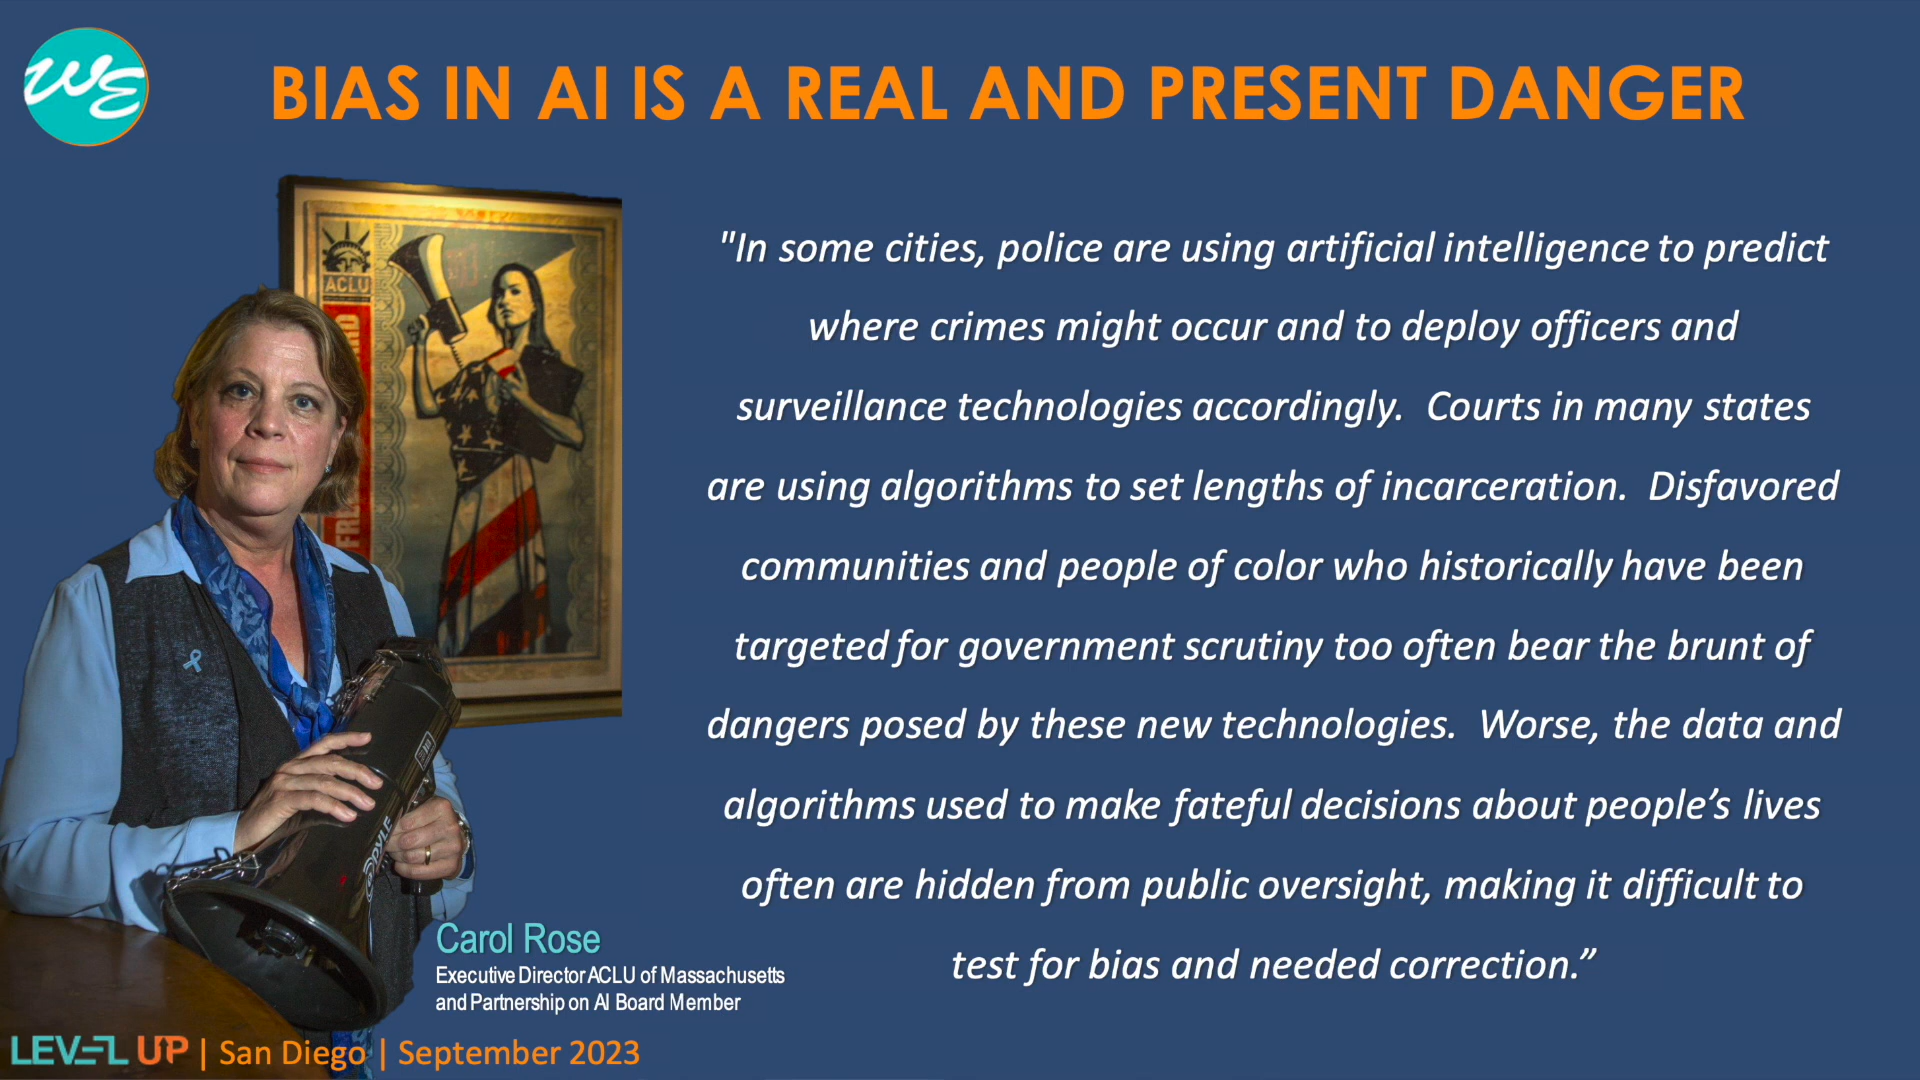 WE
BIAS IN AI IS A REAL AND PRESENT DANGER
ACLU
"In some cities, police are using artificial intelligence to predict
where crimes might occur and to deploy officers and
surveillance technologies accordingly.  Courts in many states
are using algorithms to set lengths of incarceration.  Disfavored
communities and people of color who historically have been
targeted for government scrutiny too often bear the brunt of
dangers posed by these new technologies.  Worse, the data and
algorithms used to make fateful decisions about people’s lives
often are hidden from public oversight, making it difficult to
test for bias and needed correction.”
PYLE
Carol Rose
Executive Director ACLU of Massachusetts
and Partnership on AI Board Member
LEVEL UP | San Diego | September 2023